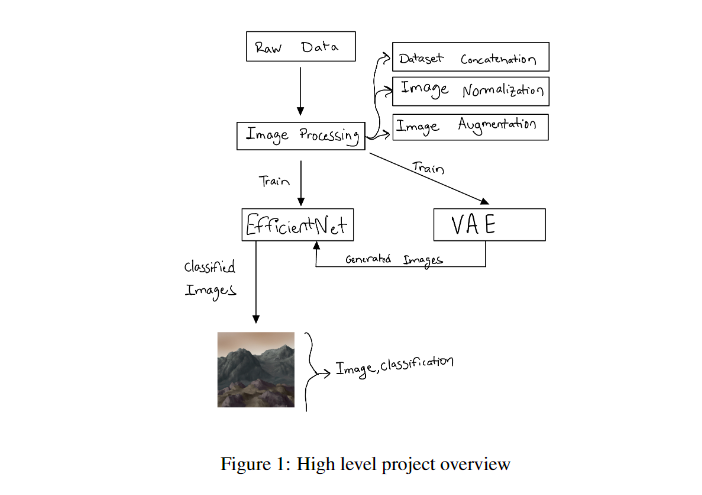 Raw Data
Dataset Concatenation
Image Normalization
Image Processing
Image Augmentation
Train
Train
EfficientNet
VAE
Generated Images
Classified
Images
Image, classification
Figure 1: High level project overview